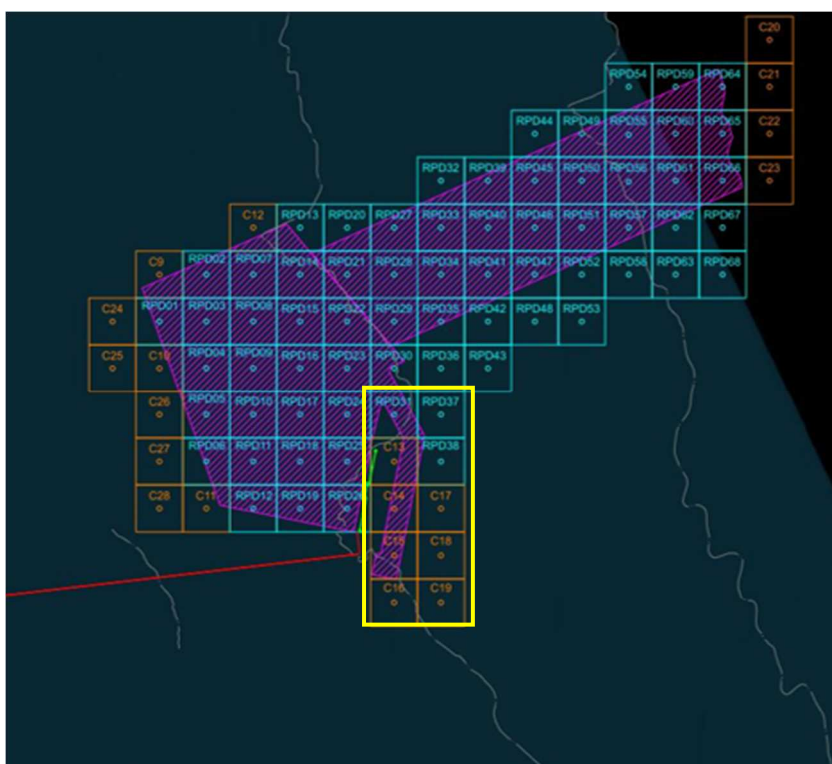 C20
RPD54 RPD59 RPD64 C21
RPD44 RPD49 RPD55 RPD60 RPD65 C22
RPD32 RPD39 RPD45 RPD50 RPD56 RPD61 RPD66 C23
C12 RPD13 RPD20 RPD27 RPD33 RPD40 RPD46 RPD51 RPD57 RPD62 RPD67
C9 RPD02 RPD07 RPD14 RPD21 RPD28 RPD34 RPD41 RPD47 RPD52 RPD58 RPD63 RPD68
C24 RPD01 RPD03 RPD08 RPD15 RPD22 RPD29 RPD35 RPD42 RPD48 RPD53
C25 C10 RPD04 RPD09 RPD16 RPD23 RPD30 RPD36 RPD43
C26 RPD05 RPD10 RPD17 RPD24 RPD31 RPD37
C27 RPD06 RPD11 RPD18 RPD25 C13 RPD38
C28 C11 RPD12 RPD19 RPD26 C14 C17
C15 C18
C16 C19